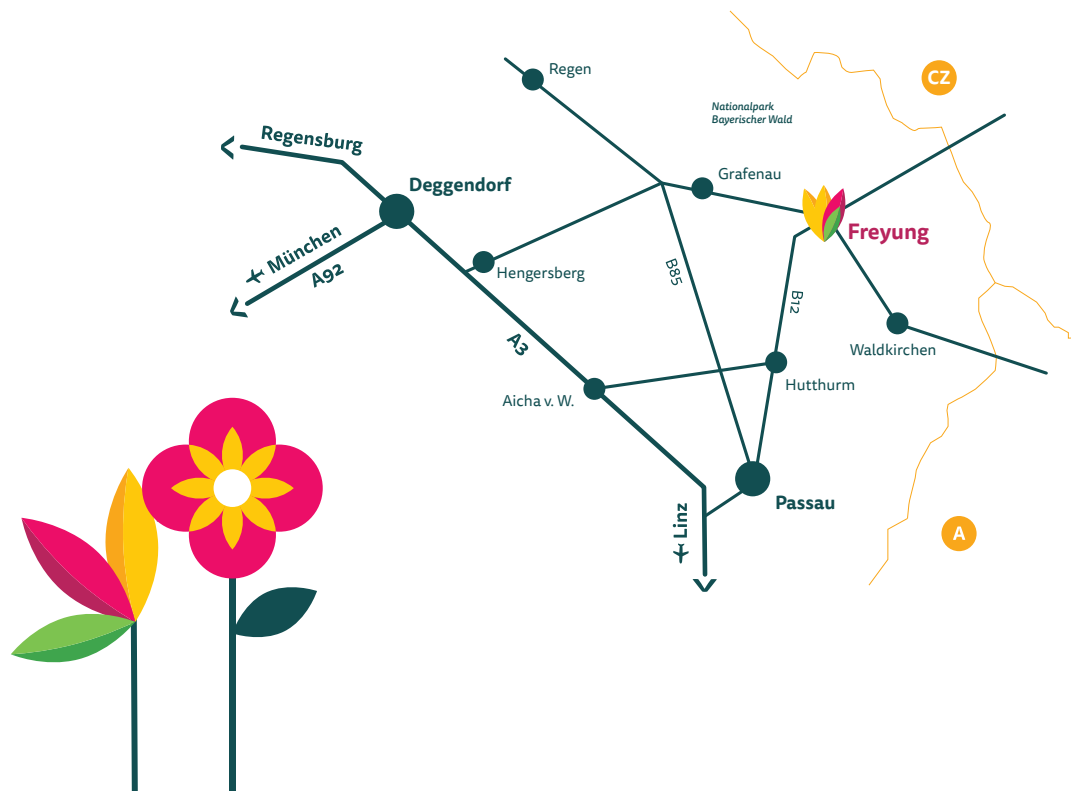 Regen
CZ
Nationalpark
Bayerischer Wald
Regensburg
Grafenau
Deggendorf
München
A92
Freyung
Hengersberg
B85
B12
A3
Waldkirchen
Hutthurm
Aicha v. W.
Passau
Linz
A